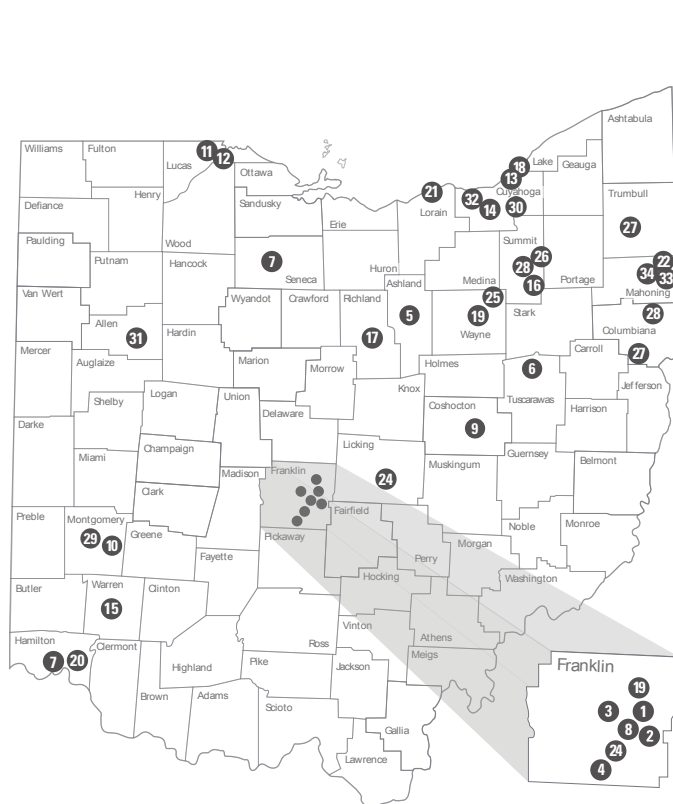 Ashtabula
Williams
Fulton
11
12
Lucas
Ottawa
18
Lake
Geauga
13
Cuyahoga
Henry
Sandusky
21
32
14
30
Trumbull
Defiance
Lorain
Erie
27
Paulding
Wood
Summit
Putnam
Hancock
7
Seneca
Huron
26
28
22
34
33
Ashland
Medina
16
Portage
Mahoning
Van Wert
Wyandot
Crawford
Richland
25
5
19
Stark
28
Allen
31
Hardin
17
Wayne
Columbiana
Mercer
Auglaize
Marion
Morrow
Holmes
6
Carroll
27
Logan
Union
Knox
Jefferson
Shelby
Delaware
Coshocton
Tuscarawas
Harrison
Darke
9
Champaign
Licking
Miami
Guernsey
Belmont
Madison
Franklin
Muskingum
24
Clark
Preble
Montgomery
Fairfield
29
10
Greene
Pickaway
Noble
Monroe
Morgan
Fayette
Perry
Butler
Warren
Clinton
Hocking
Washington
15
Vinton
Hamilton
Clermont
Ross
Athens
7
20
Highland
Pike
Jackson
Meigs
Franklin
Brown
Adams
Scioto
19
3
1
Gallia
8
2
24
Lawrence
4